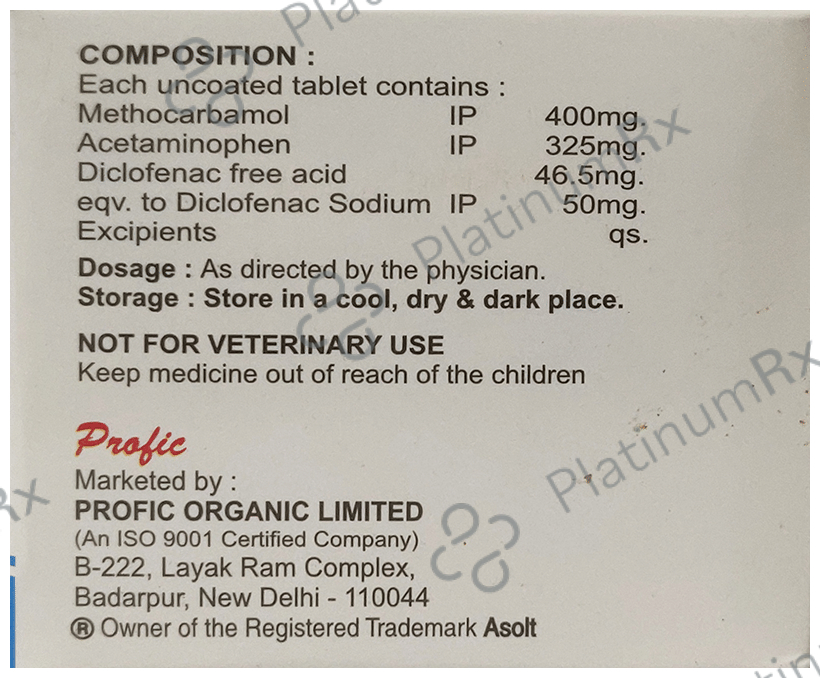 COMPOSITION :
Each uncoated tablet contains :
Methocarbamol IP 400mg.
Acetaminophen IP 325mg.
Diclofenac free acid 46.5mg.
eqv. to Diclofenac Sodium IP 50mg.
Excipients qs.
Dosage : As directed by the physician.
Storage : Store in a cool, dry & dark place.
NOT FOR VETERINARY USE
Keep medicine out of reach of the children
Profic
Marketed by :
PROFIC ORGANIC LIMITED
(An ISO 9001 Certified Company)
B-222, Layak Ram Complex,
Badarpur, New Delhi - 110044
® Owner of the Registered Trademark Asolt
PlatinumRx
PlatinumRx